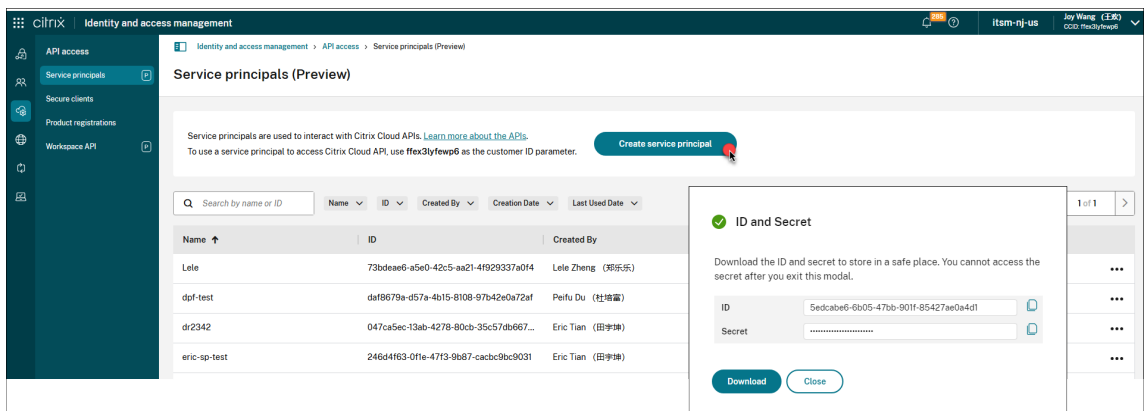 citrix | Identity and access management
285
itsm-nj-us
Joy Wang (王欢)
CCID: ffex3lyfewp6
API access
Service principals P
Secure clients
Product registrations
Workspace API P
Identity and access management > API access > Service principals (Preview)
Service principals (Preview)
Service principals are used to interact with Citrix Cloud APIs. Learn more about the APIs.
To use a service principal to access Citrix Cloud API, use ffex3lyfewp6 as the customer ID parameter.
Create service principal
Search by name or ID
Name ID Created By Creation Date Last Used Date
1 of 1
Name ID Created By
Lele 73bdeae6-a5e0-42c5-aa21-4f929337a0f4 Lele Zheng (郑乐乐)
dpf-test daf8679a-d57a-4b15-8108-97b42e0a72af Peifu Du (杜培富)
dr2342 047ca5ec-13ab-4278-80cb-35c57db667... Eric Tian (田宇坤)
eric-sp-test 246d4f63-0f1e-47f3-9b87-cacbc9bc9031 Eric Tian (田宇坤)
ID and Secret
Download the ID and secret to store in a safe place. You cannot access the
secret after you exit this modal.
ID 5edcabe6-6b05-47bb-901f-85427ae0a4d1
Secret ························
Download Close